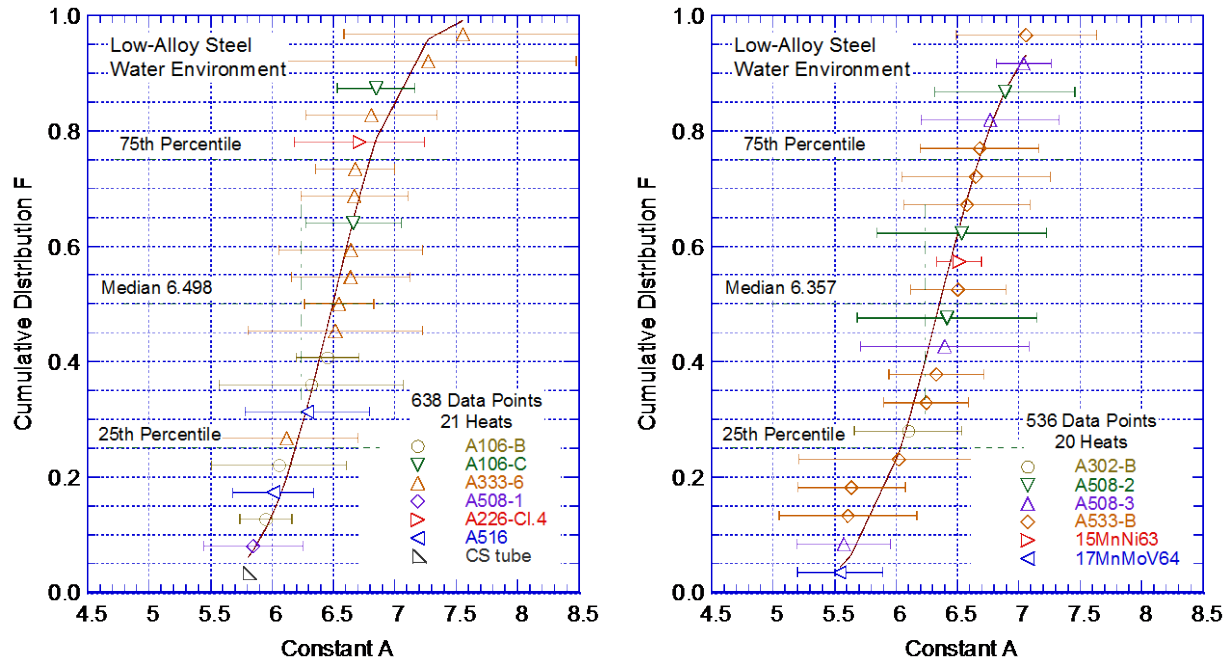 1.0
0.8
0.6
0.4
0.2
0.0
Cumulative Distribution F
Low-Alloy Steel
Water Environment
75th Percentile
Median 6.498
25th Percentile
638 Data Points
21 Heats
A106-B
A106-C
A333-6
A508-1
A226-Cl.4
A516
CS tube
4.5 5 5.5 6 6.5 7 7.5 8 8.5
Constant A
1.0
0.8
0.6
0.4
0.2
0.0
Cumulative Distribution F
Low-Alloy Steel
Water Environment
75th Percentile
Median 6.357
25th Percentile
536 Data Points
20 Heats
A302-B
A508-2
A508-3
A533-B
15MnNi63
17MnMoV64
4.5 5 5.5 6 6.5 7 7.5 8 8.5
Constant A